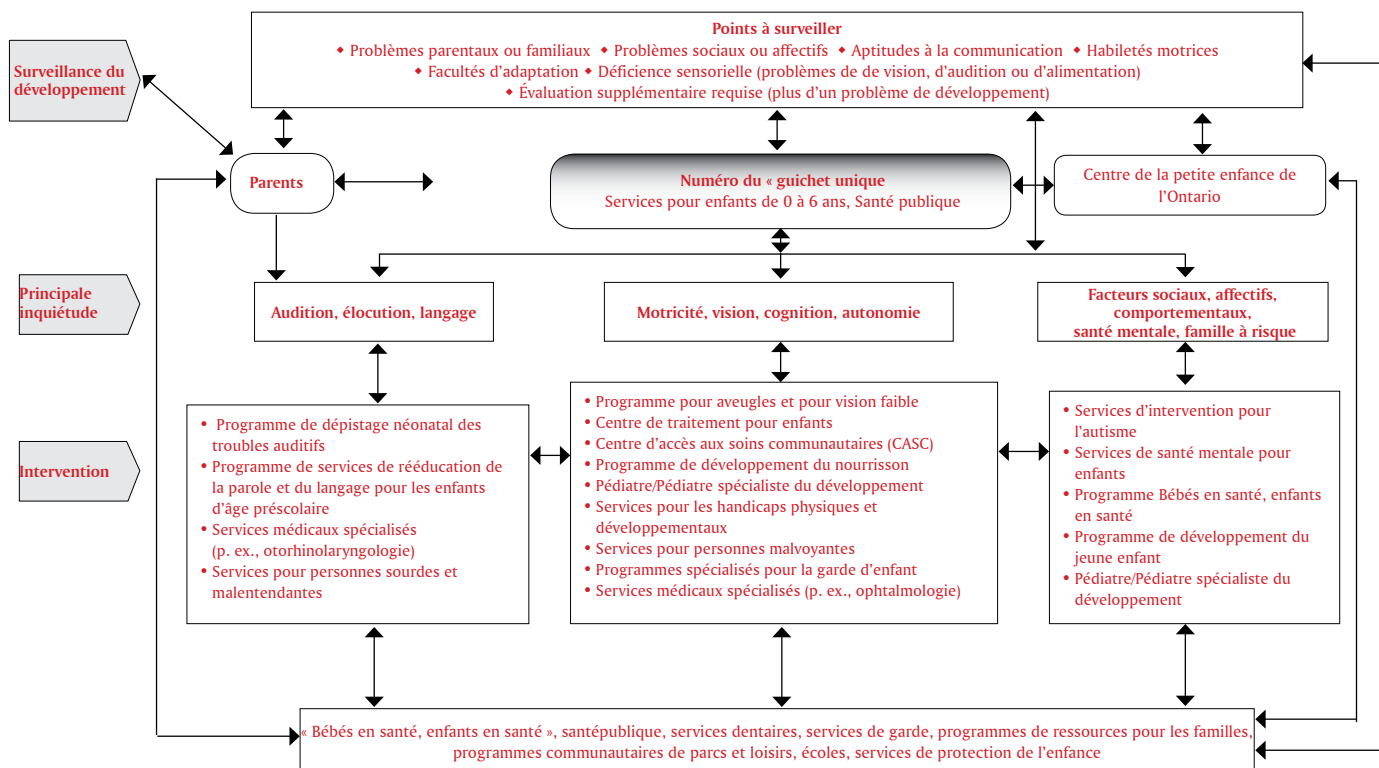 Points à surveiller
◆ Problèmes parentaux ou familiaux ◆ Problèmes sociaux ou affectifs ◆ Aptitudes à la communication ◆ Habiletés motrices
◆ Facultés d'adaptation ◆ Déficience sensorielle (problèmes de de vision, d'audition ou d'alimentation)
◆ Évaluation supplémentaire requise (plus d'un problème de développement)
Surveillance du
développement
Parents
Numéro du « guichet unique
Services pour enfants de 0 à 6 ans, Santé publique
Centre de la petite enfance de
l'Ontario
Principale
inquiétude
Audition, élocution, langage
Motricité, vision, cognition, autonomie
Facteurs sociaux, affectifs,
comportementaux,
santé mentale, famille à risque
Intervention
• Programme de dépistage néonatal des
troubles auditifs
• Programme de services de rééducation de
la parole et du langage pour les enfants
d'âge préscolaire
• Services médicaux spécialisés
(p. ex., otorhinolaryngologie)
• Services pour personnes sourdes et
malentendantes
• Programme pour aveugles et pour vision faible
• Centre de traitement pour enfants
• Centre d'accès aux soins communautaires (CASC)
• Programme de développement du nourrisson
• Pédiatre/Pédiatre spécialiste du développement
• Services pour les handicaps physiques et
développementaux
• Services pour personnes malvoyantes
• Programmes spécialisés pour la garde d'enfant
• Services médicaux spécialisés (p. ex., ophtalmologie)
• Services d'intervention pour
l'autisme
• Services de santé mentale pour
enfants
• Programme Bébés en santé, enfants
en santé
• Programme de développement du
jeune enfant
• Pédiatre/Pédiatre spécialiste du
développement
« Bébés en santé, enfants en santé », santépublique, services dentaires, services de garde, programmes de ressources pour les familles,
programmes communautaires de parcs et loisirs, écoles, services de protection de l'enfance